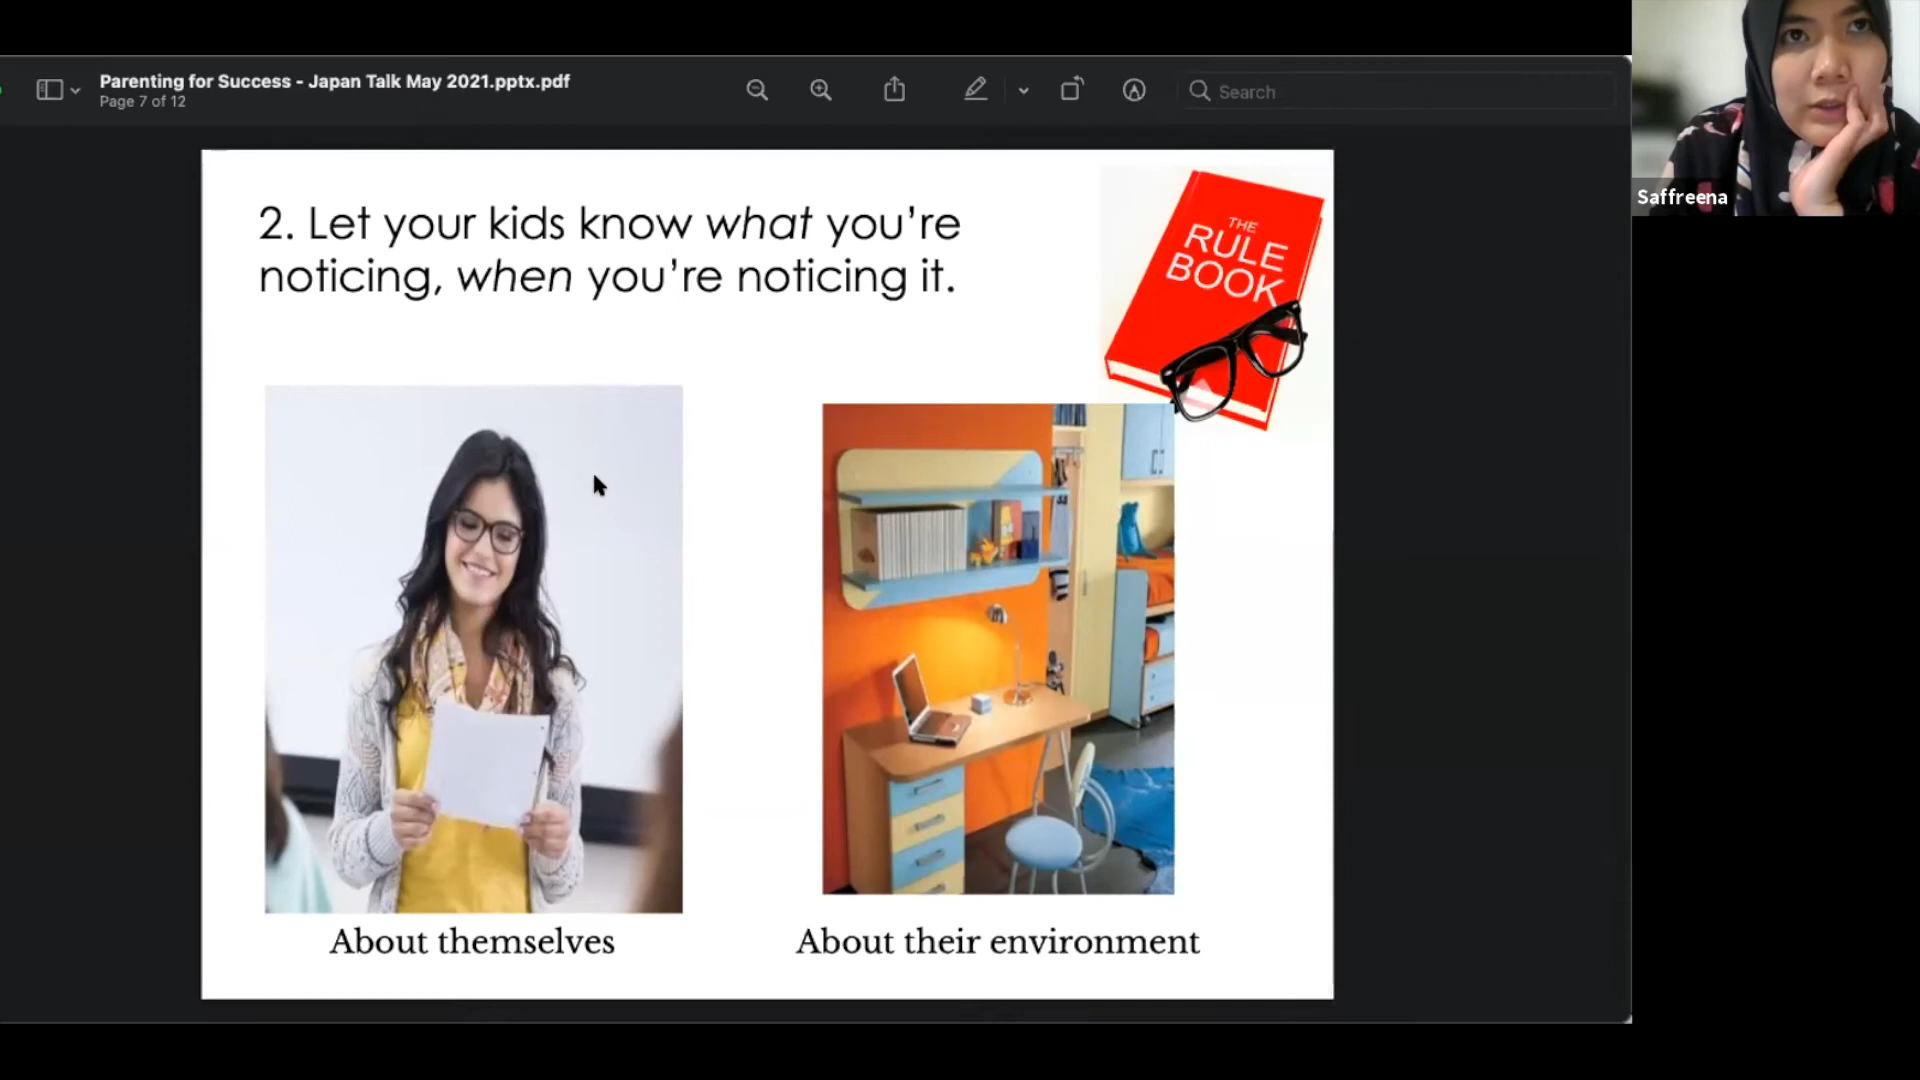 Parenting for Success - Japan Talk May 2021.pptx.pdf
Page 7 of 12
Search
Saffreena
2. Let your kids know what you're
noticing, when you're noticing it.
THE
RULE
BOOK
About themselves
About their environment